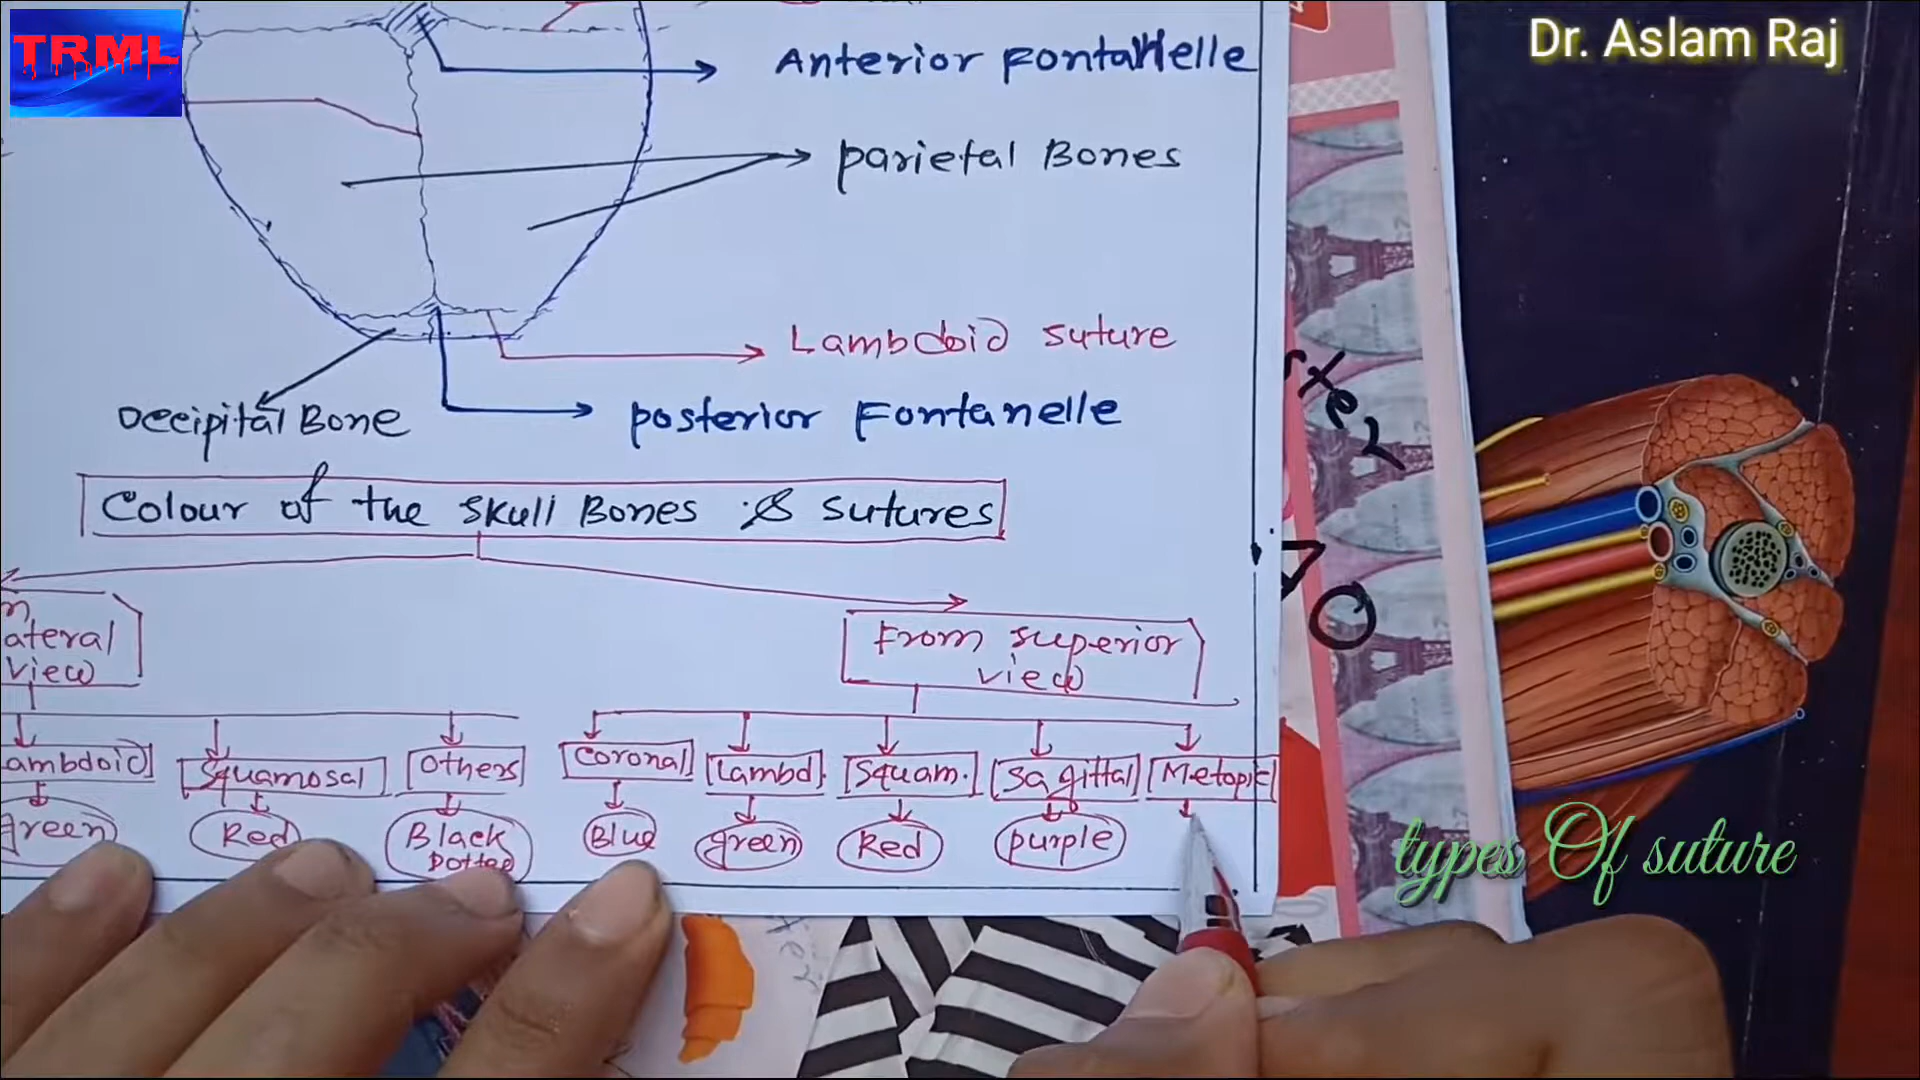 TRML
Dr. Aslam Raj
Anterior Fontanelle
parietal Bones
Lambdoid suture
Occipital Bone
posterior Fontanelle
Colour of the skull Bones & sutures
ateral
view
From superior
view
ambdoid
Squamosal
Others
Coronal
Lambd.
Squam.
Sagittal
Metopic
green
Red
Black
Dotted
Blue
green
Red
purple
types Of suture